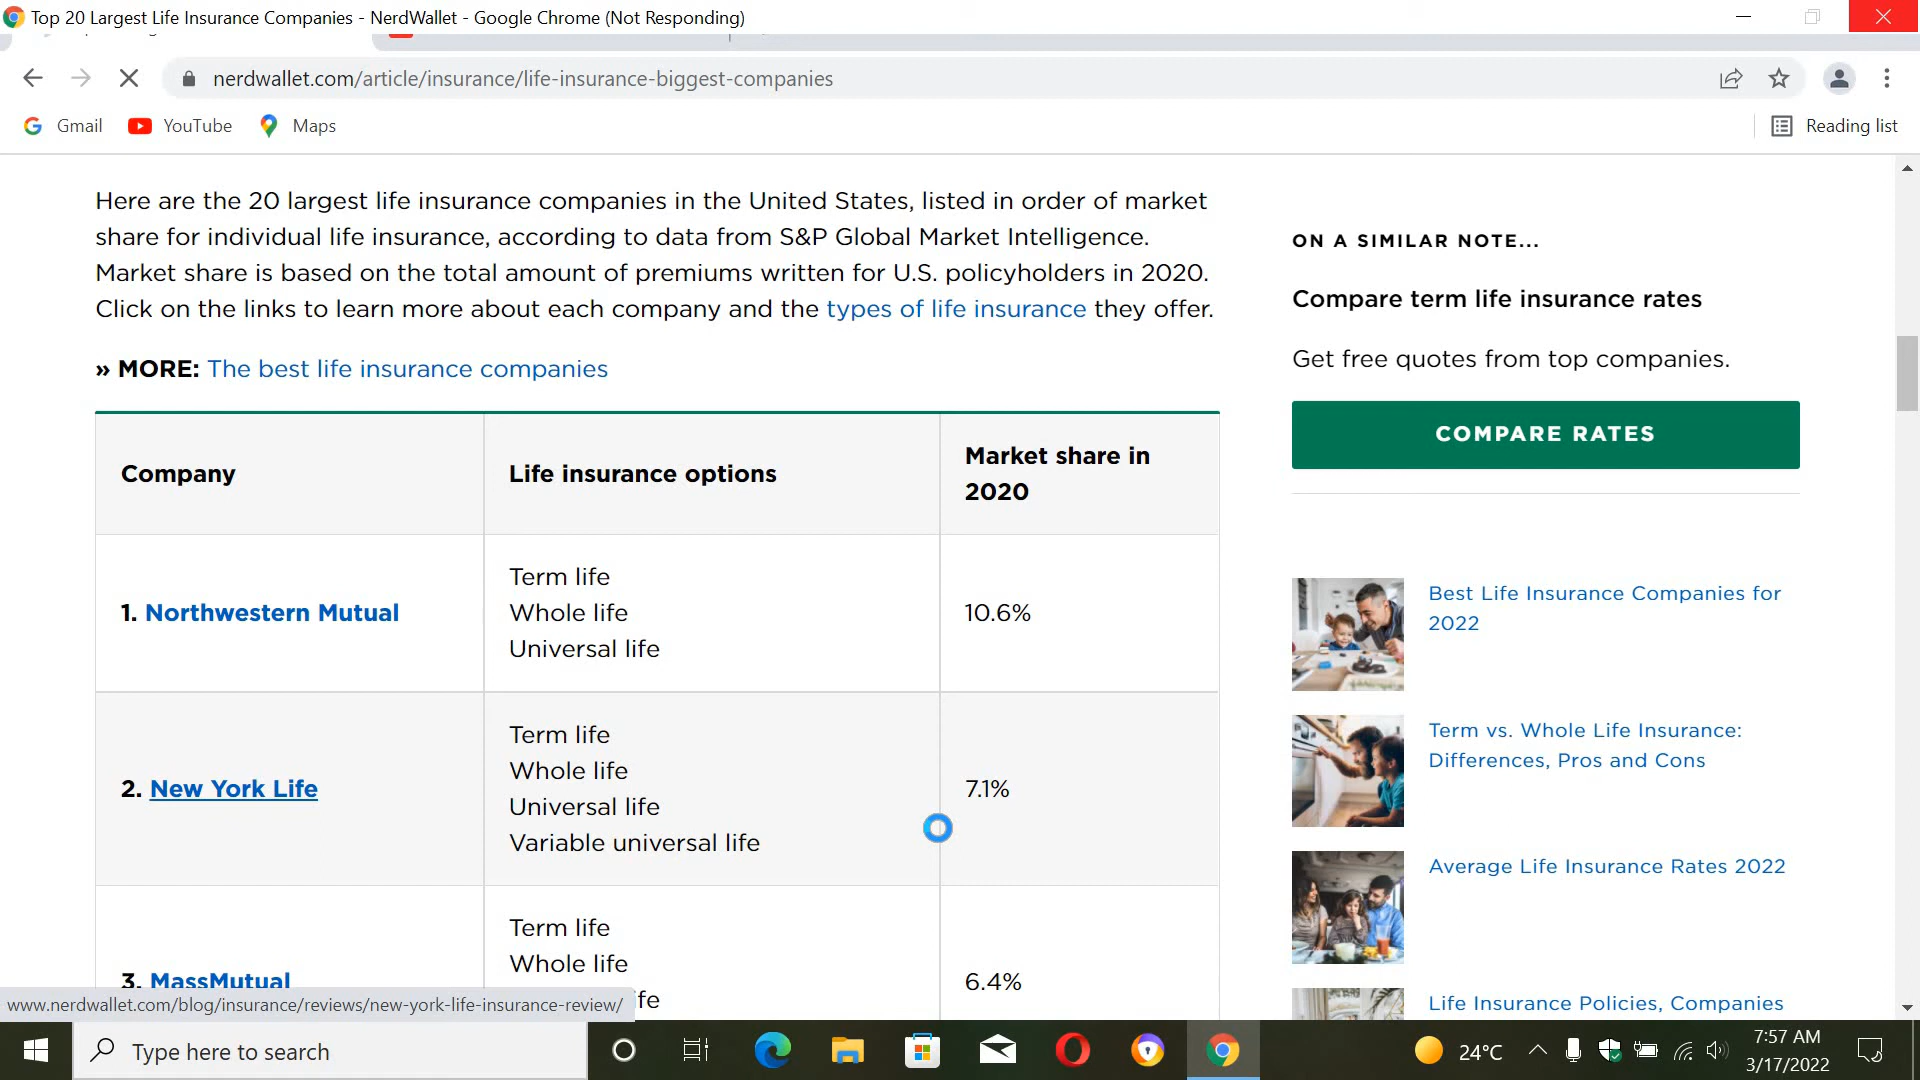 Top 20 Largest Life Insurance Companies - NerdWallet - Google Chrome (Not Responding)
nerdwallet.com/article/insurance/life-insurance-biggest-companies
Gmail
YouTube
Maps
Reading list
Here are the 20 largest life insurance companies in the United States, listed in order of market
share for individual life insurance, according to data from S&P Global Market Intelligence.
Market share is based on the total amount of premiums written for U.S. policyholders in 2020.
Click on the links to learn more about each company and the types of life insurance they offer.
» MORE: The best life insurance companies
Company
Life insurance options
Market share in
2020
1. Northwestern Mutual
Term life
Whole life
Universal life
10.6%
2. New York Life
Term life
Whole life
Universal life
Variable universal life
7.1%
3. MassMutual
Term life
Whole life
fe
6.4%
ON A SIMILAR NOTE...
Compare term life insurance rates
Get free quotes from top companies.
COMPARE RATES
Best Life Insurance Companies for
2022
Term vs. Whole Life Insurance:
Differences, Pros and Cons
Average Life Insurance Rates 2022
Life Insurance Policies, Companies
www.nerdwallet.com/blog/insurance/reviews/new-york-life-insurance-review/
Type here to search
24°C
7:57 AM
3/17/2022